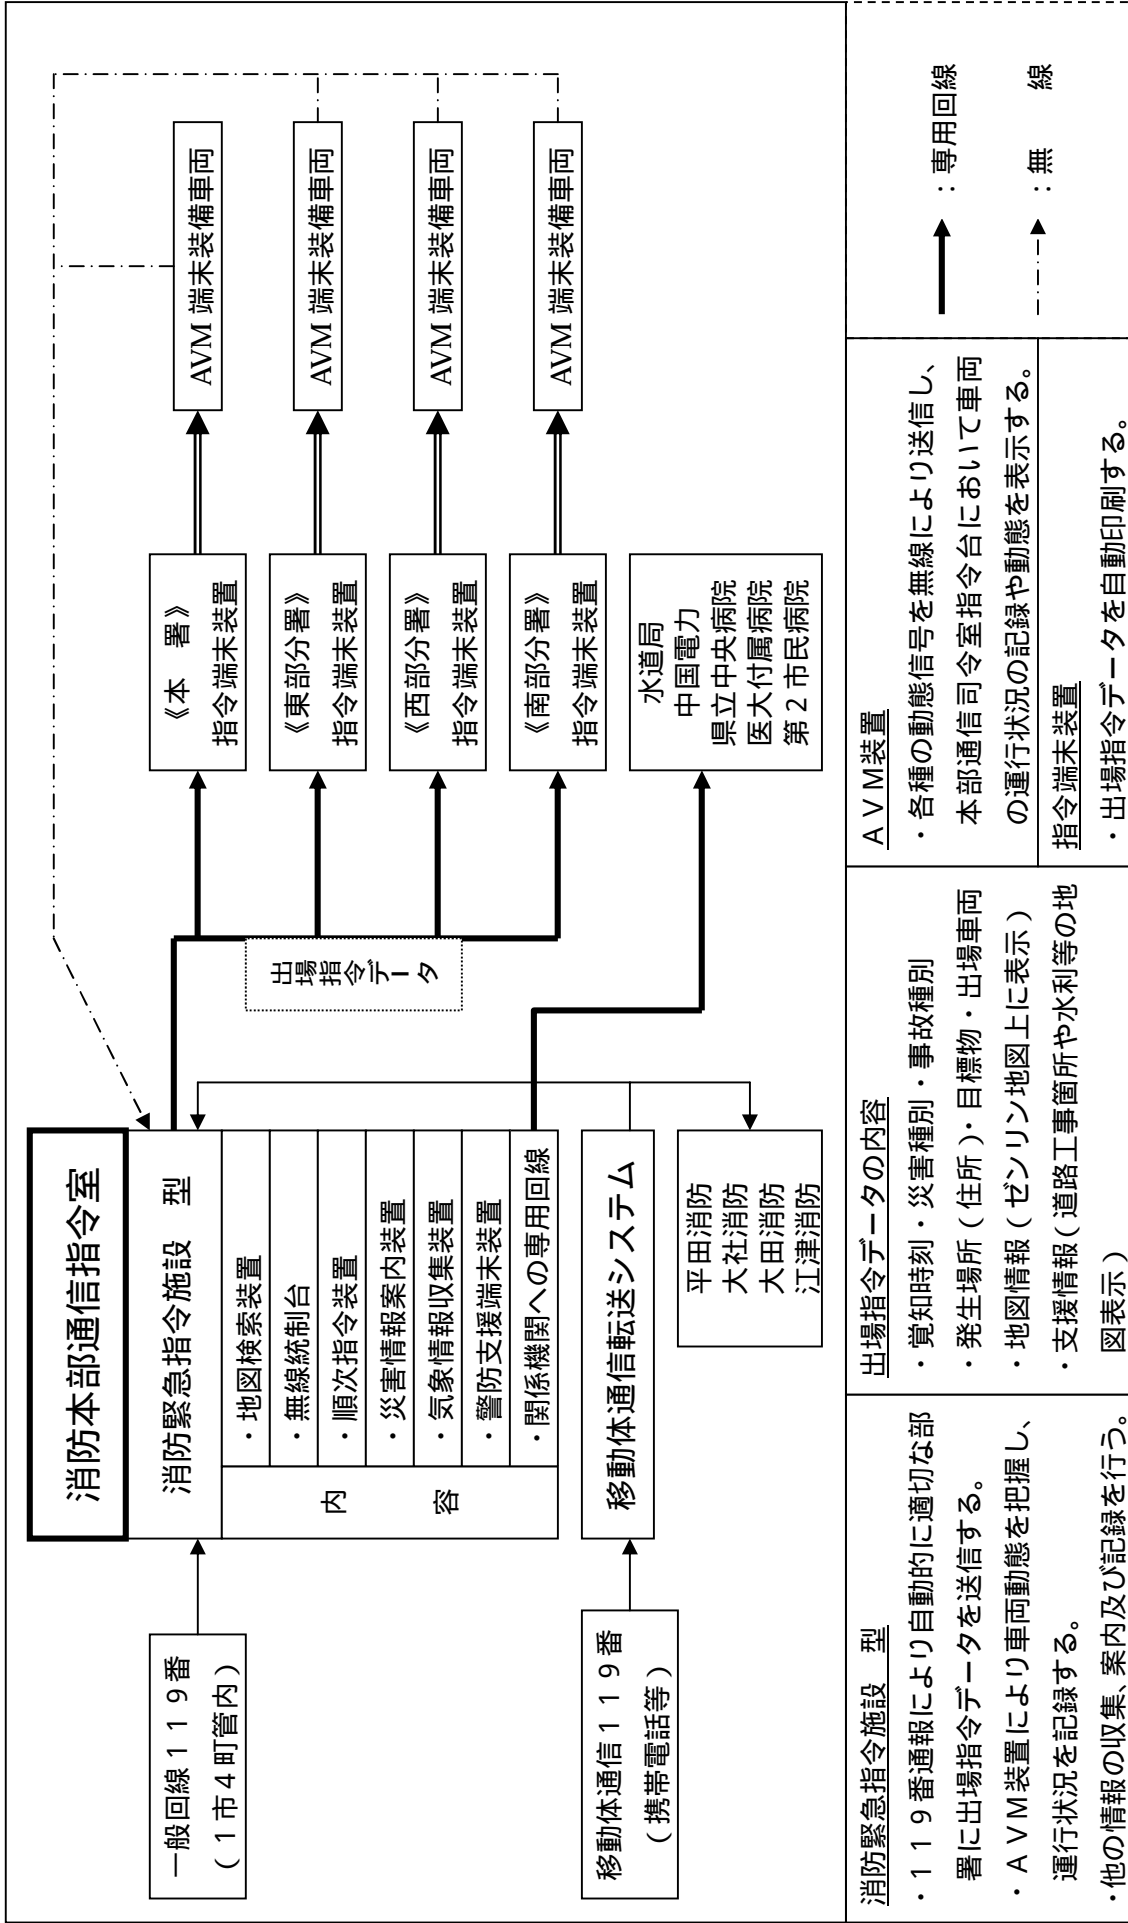 消防本部通信指令室
一般回線119番
(1市4町管内)
消防緊急指令施設　型
内　容
・地図検索装置
・無線統制台
・順次指令装置
・災害情報案内装置
・気象情報収集装置
・警防支援端末装置
・関係機関への専用回線
移動体通信119番
(携帯電話等)
移動体通信転送システム
平田消防
大社消防
大田消防
江津消防
出場指令データ
《本　署》
指令端末装置
《東部分署》
指令端末装置
《西部分署》
指令端末装置
《南部分署》
指令端末装置
水道局
中国電力
県立中央病院
医大付属病院
第2市民病院
AVM 端末装備車両
AVM 端末装備車両
AVM 端末装備車両
AVM 端末装備車両
消防緊急指令施設　型
・119番通報により自動的に適切な部
署に出場指令データを送信する。
・AVM装置により車両動態を把握し、
運行状況を記録する。
・他の情報の収集、案内及び記録を行う。
出場指令データの内容
・覚知時刻・災害種別・事故種別
・発生場所(住所)・目標物・出場車両
・地図情報(ゼンリン地図上に表示)
・支援情報(道路工事箇所や水利等の地
図表示)
AVM装置
・各種の動態信号を無線により送信し、
本部通信司令室指令台において車両
の運行状況の記録や動態を表示する。
指令端末装置
・出場指令データを自動印刷する。
：専用回線
：無　線